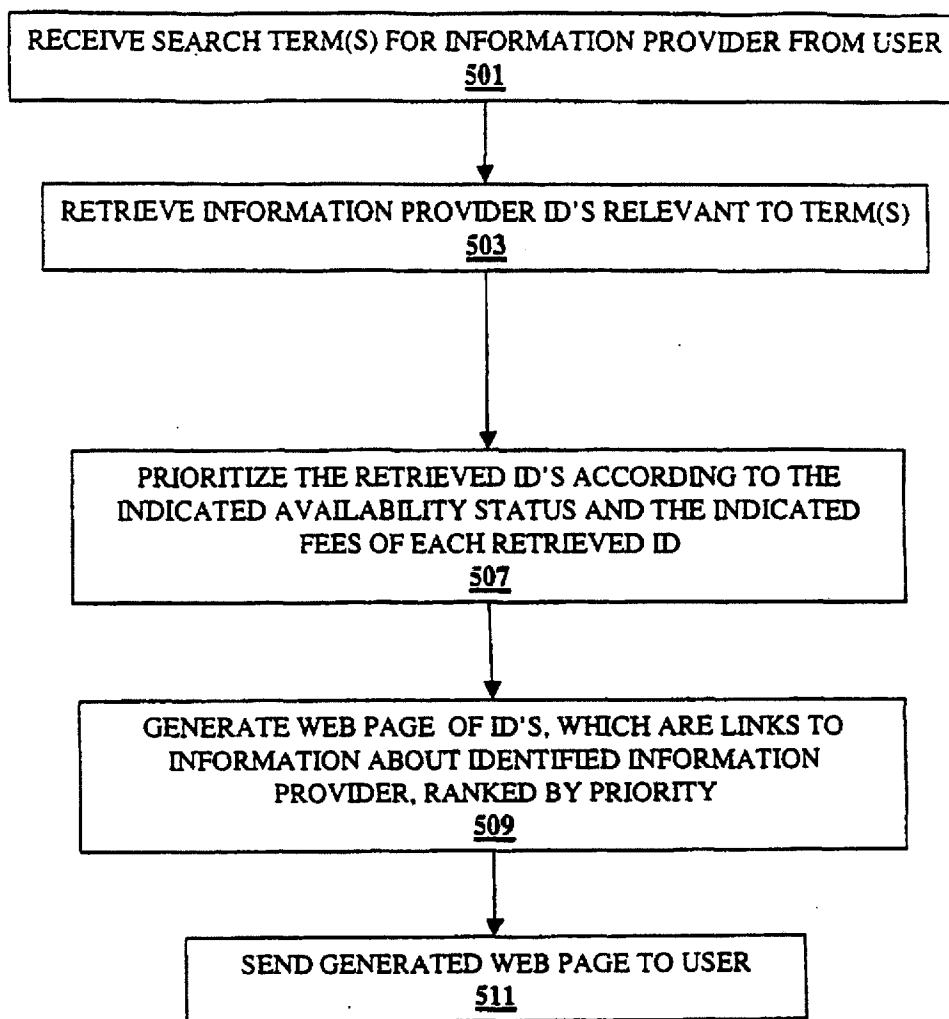 RECEIVE SEARCH TERM(S) FOR INFORMATION PROVIDER FROM USER
501
RETRIEVE INFORMATION PROVIDER ID'S RELEVANT TO TERM(S)
503
PRIORITIZE THE RETRIEVED ID'S ACCORDING TO THE
INDICATED AVAILABILITY STATUS AND THE INDICATED
FEES OF EACH RETRIEVED ID
507
GENERATE WEB PAGE OF ID'S, WHICH ARE LINKS TO
INFORMATION ABOUT IDENTIFIED INFORMATION
PROVIDER, RANKED BY PRIORITY
509
SEND GENERATED WEB PAGE TO USER
511